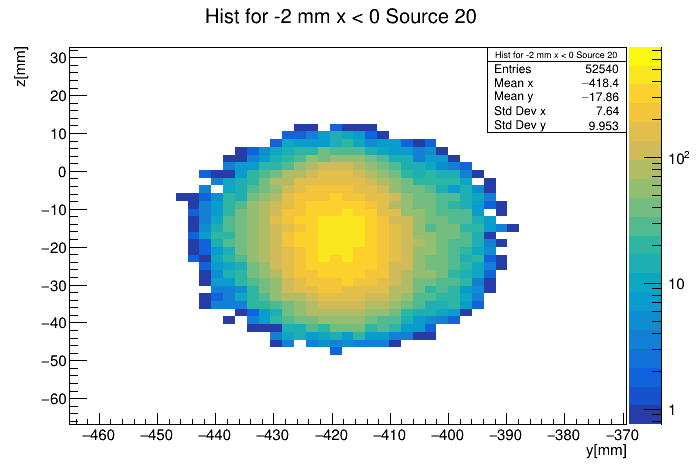 Hist for -2 mm x < 0 Source 20
z[mm]
Hist for -2 mm x < 0 Source 20
Entries 52540
Mean x −418.4
Mean y −17.86
Std Dev x 7.64
Std Dev y 9.953
30
20
10
0
−10
−20
−30
−40
−50
−60
10²
10
1
−460 −450 −440 −430 −420 −410 −400 −390 −380 −370
y[mm]